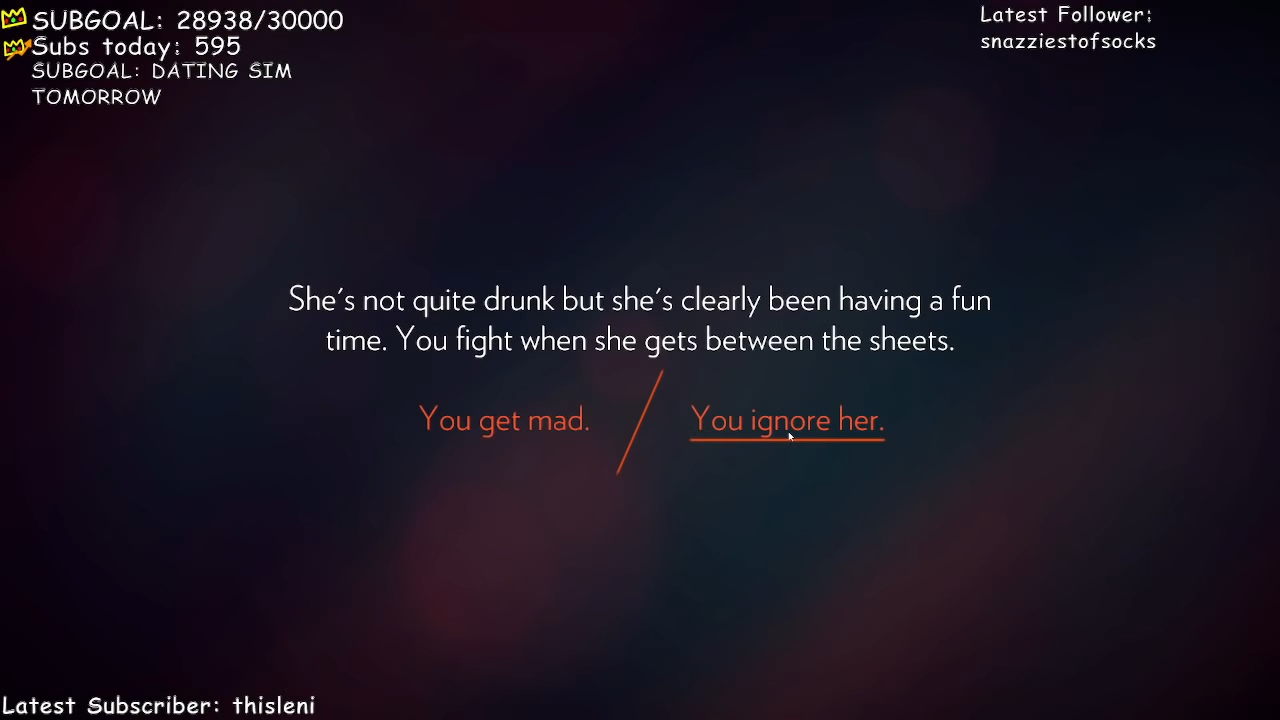 SUBGOAL: 28938/30000
Subs today: 595
SUBGOAL: DATING SIM
TOMORROW
Latest Follower:
snazziestofsocks
She's not quite drunk but she's clearly been having a fun
time. You fight when she gets between the sheets.
You get mad.
You ignore her.
Latest Subscriber: thisleni